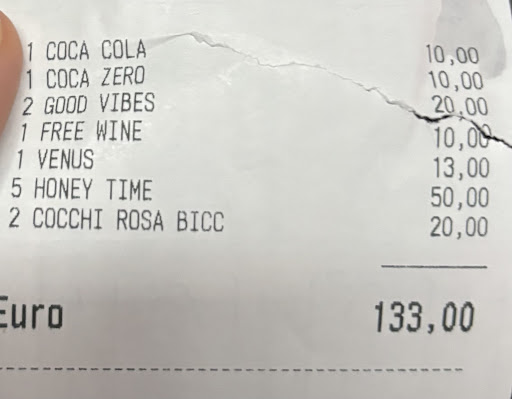 1 COCA COLA 10,00
1 COCA ZERO 10,00
2 GOOD VIBES 20,00
1 FREE WINE 10,00
1 VENUS 13,00
5 HONEY TIME 50,00
2 COCCHI ROSA BICC 20,00
Euro 133,00